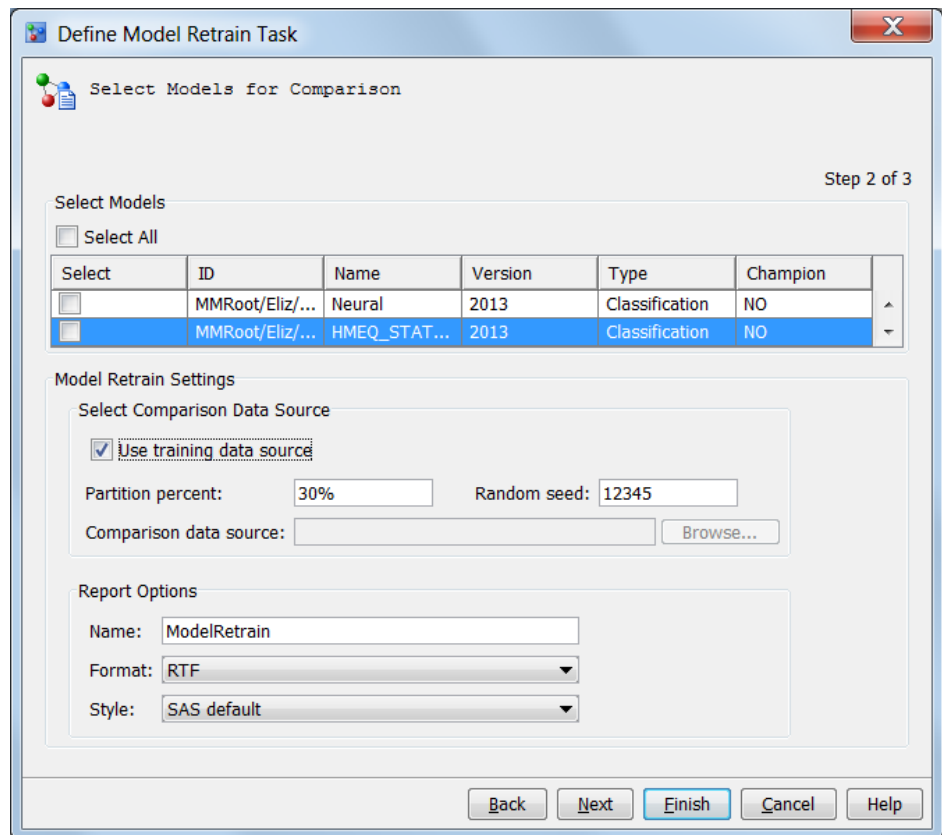 Define Model Retrain Task
X
Select Models for Comparison
Step 2 of 3
Select Models
Select All
Select ID Name Version Type Champion
MMRoot/Eliz/... Neural 2013 Classification NO
MMRoot/Eliz/... HMEQ_STAT... 2013 Classification NO
Model Retrain Settings
Select Comparison Data Source
Use training data source
Partition percent: 30% Random seed: 12345
Comparison data source: Browse...
Report Options
Name: ModelRetrain
Format: RTF
Style: SAS default
Back Next Finish Cancel Help